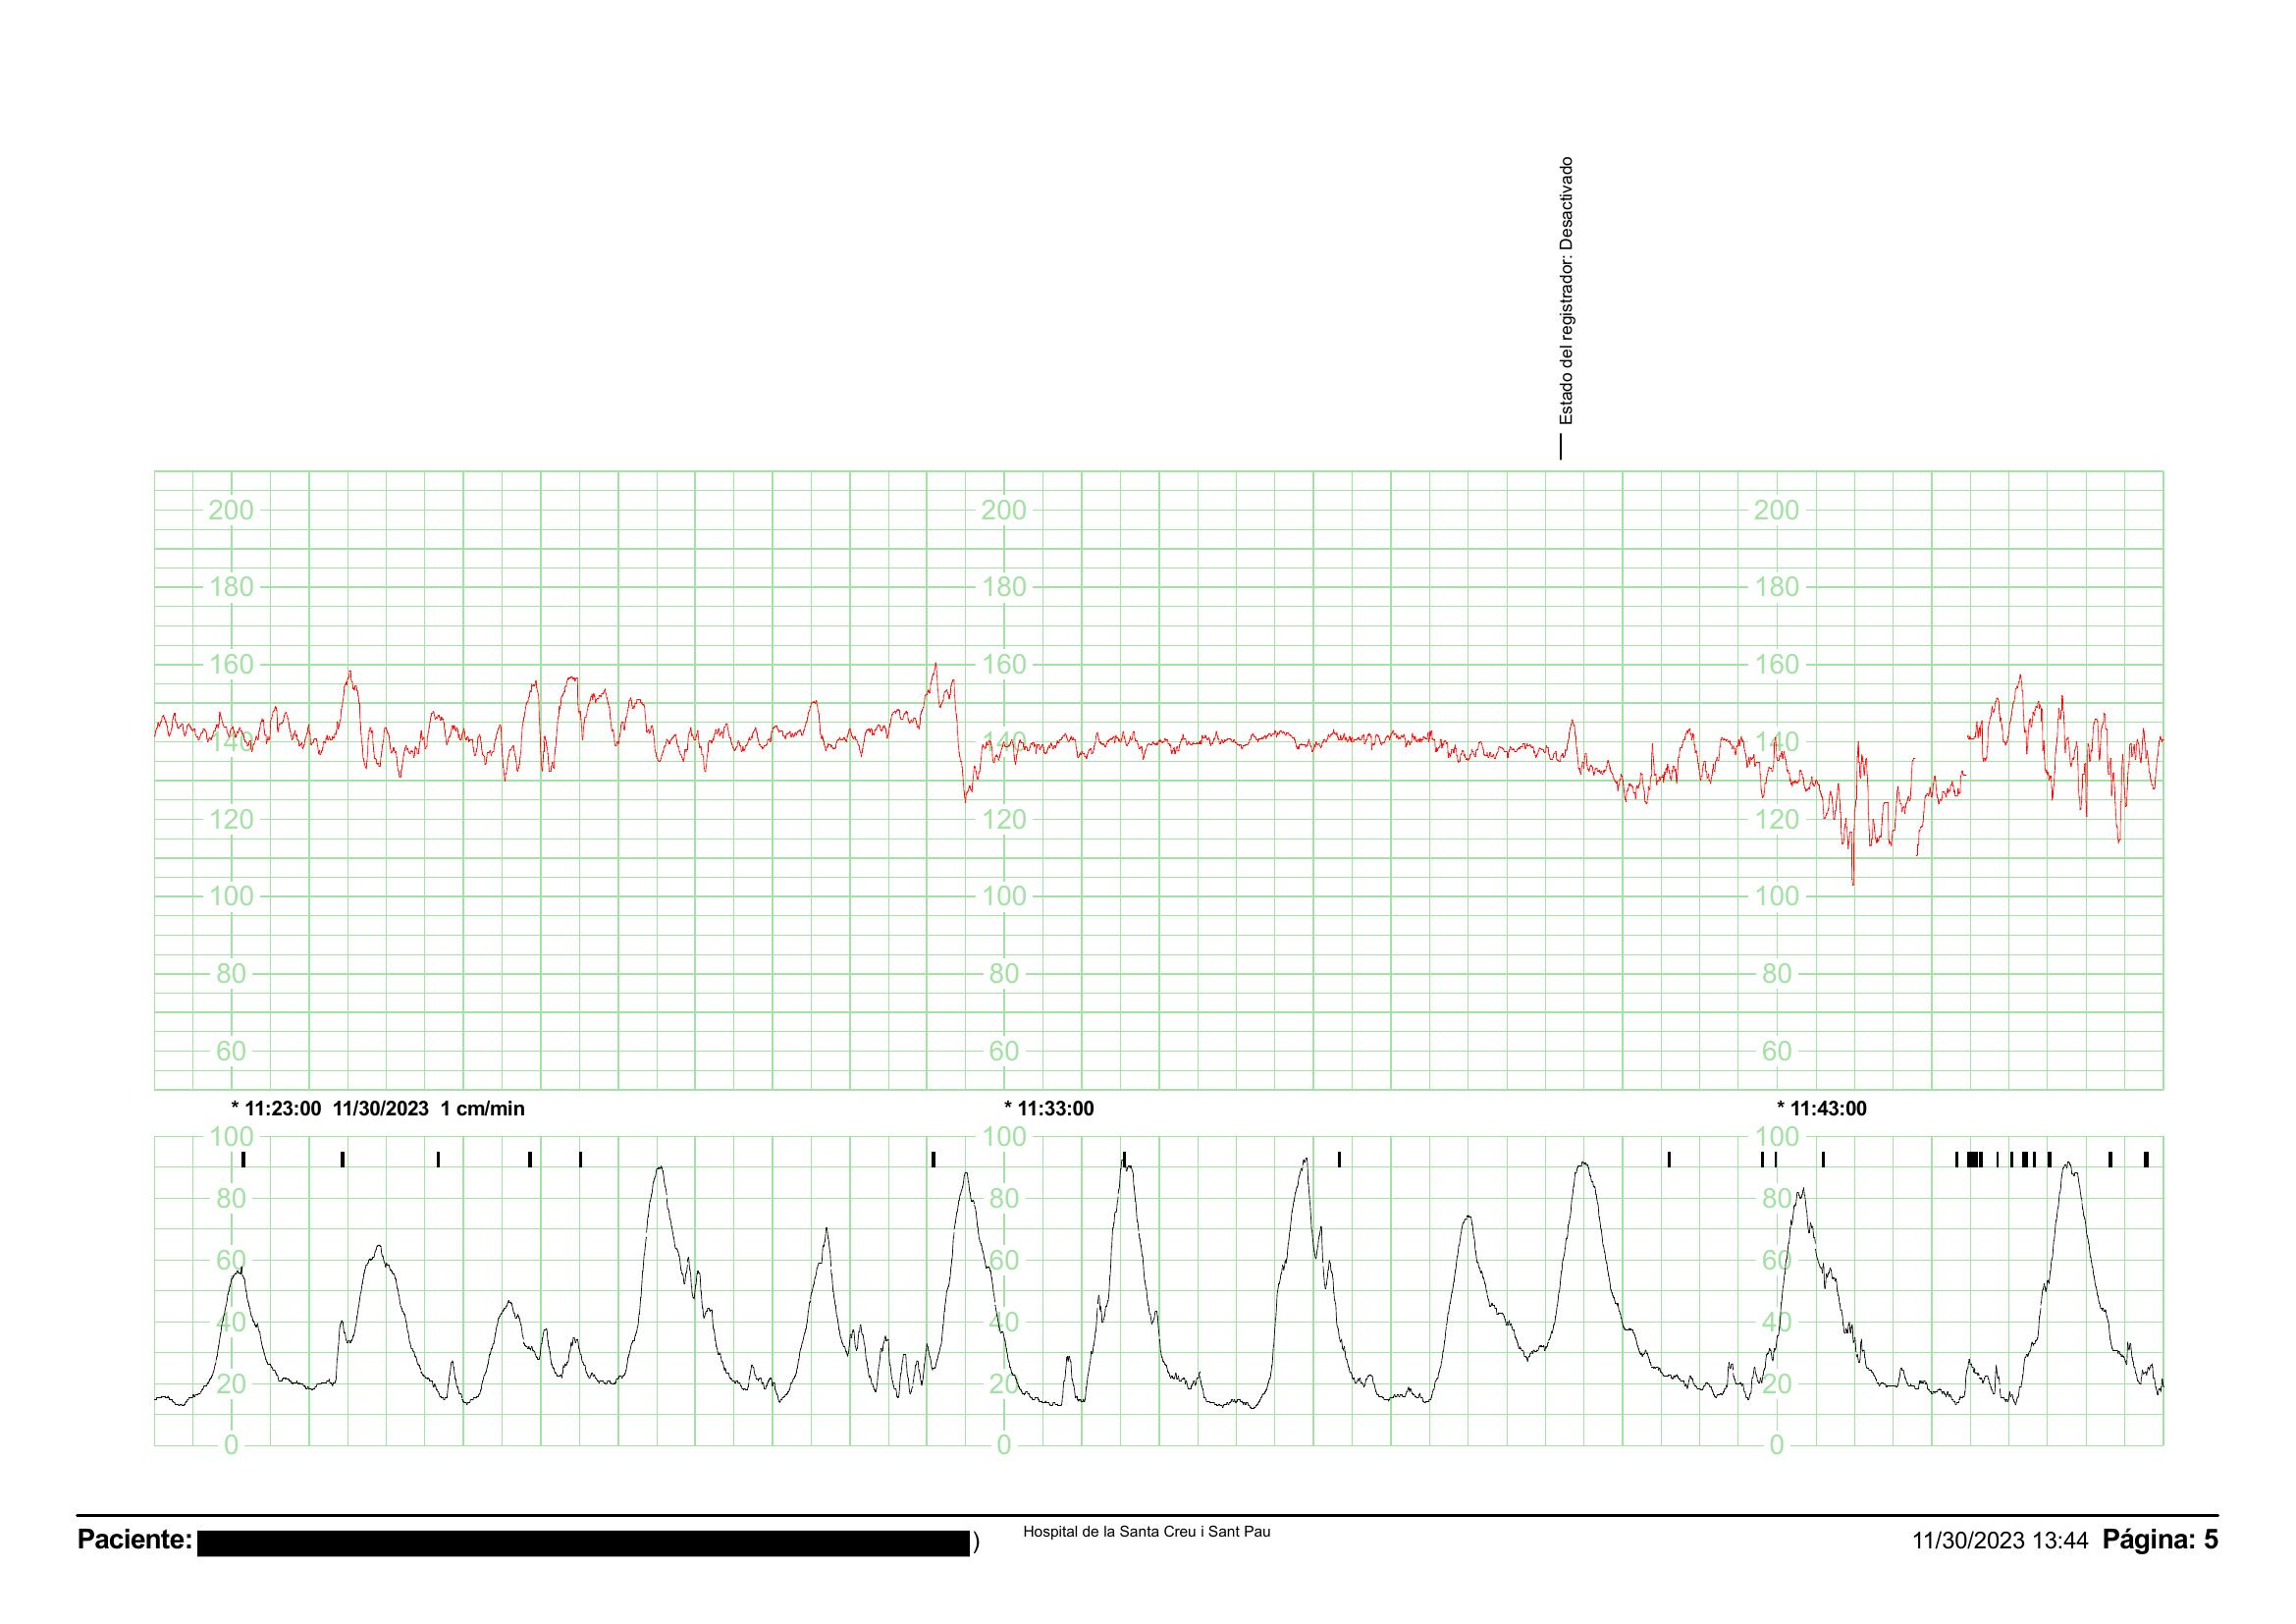 Estado del registrador: Desactivado
200 200 200
180 180 180
160 160 160
140 140 140
120 120 120
100 100 100
80 80 80
60 60 60
* 11:23:00 11/30/2023 1 cm/min * 11:33:00 * 11:43:00
100 100 100
80 80 80
60 60 60
40 40 40
20 20 20
0 0 0
Paciente: ) Hospital de la Santa Creu i Sant Pau 11/30/2023 13:44 Página: 5